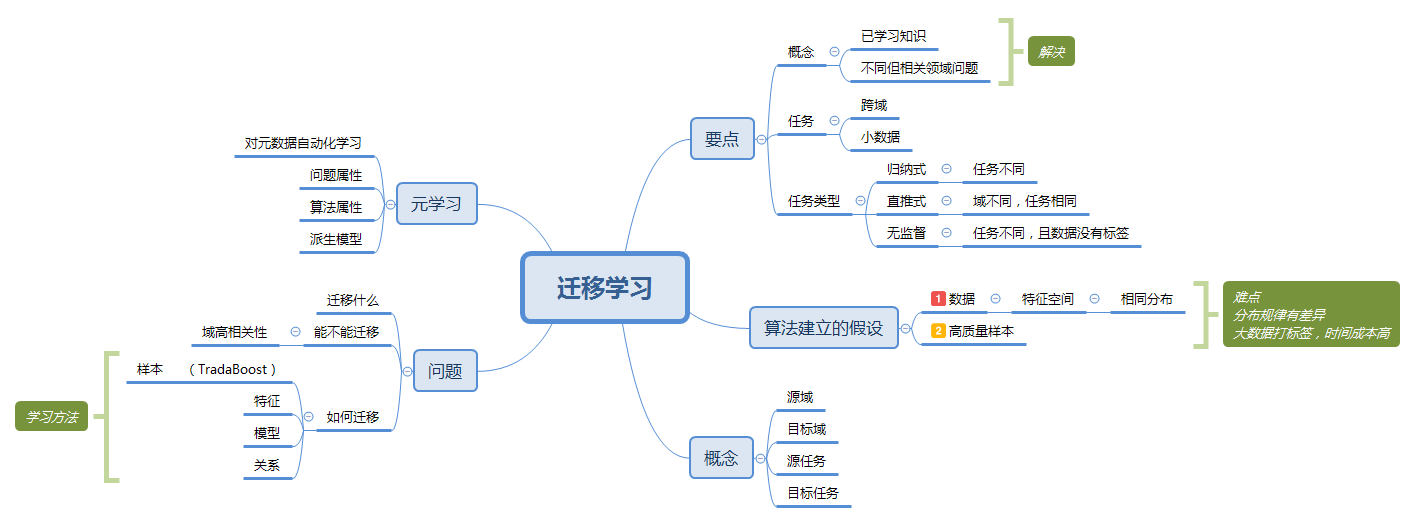 迁移学习
要点
概念
已学习知识
不同但相关领域问题
解决
任务
跨域
小数据
任务类型
归纳式
任务不同
直推式
域不同，任务相同
无监督
任务不同，且数据没有标签
算法建立的假设
1 数据
特征空间
相同分布
2 高质量样本
难点
分布规律有差异
大数据打标签，时间成本高
概念
源域
目标域
源任务
目标任务
元学习
对元数据自动化学习
问题属性
算法属性
派生模型
问题
迁移什么
能不能迁移
域高相关性
如何迁移
样本 （TradaBoost）
特征
模型
关系
学习方法